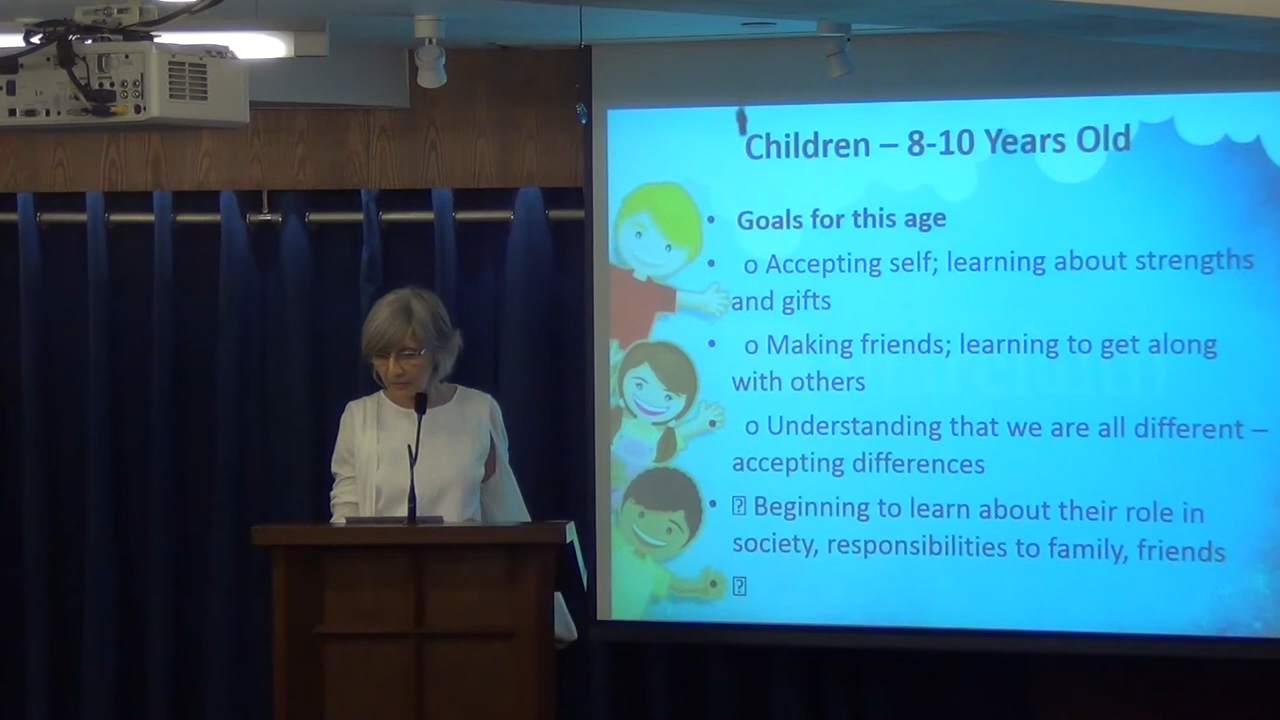 Children – 8-10 Years Old
• Goals for this age
• o Accepting self; learning about strengths
and gifts
• o Making friends; learning to get along
with others
• o Understanding that we are all different –
accepting differences
• ⍰ Beginning to learn about their role in
society, responsibilities to family, friends
• ⍰